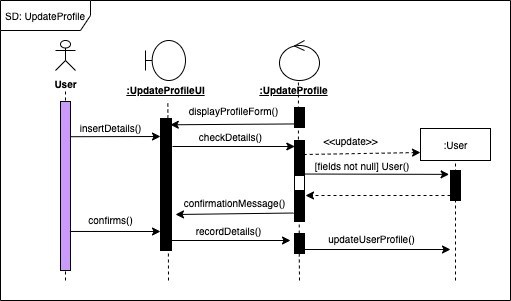 SD: UpdateProfile
User
:UpdateProfileUI
:UpdateProfile
displayProfileForm()
insertDetails()
checkDetails()
<<update>>
:User
[fields not null] User()
confirmationMessage()
confirms()
recordDetails()
updateUserProfile()